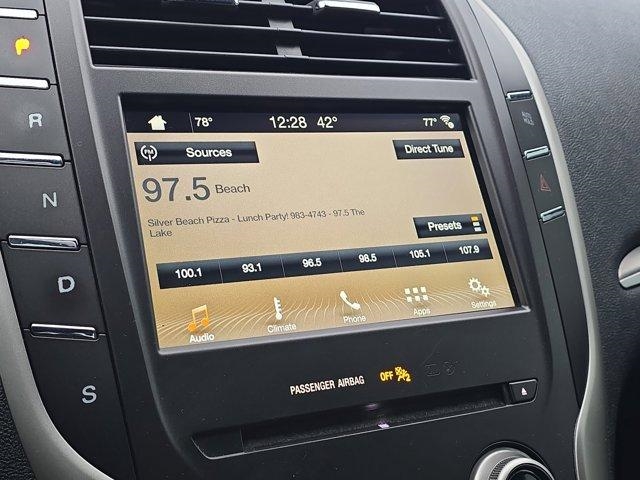 P
R
N
D
S
78°
12:28 42°
77°
FM
Sources
Direct Tune
97.5 Beach
Silver Beach Pizza - Lunch Party! 983-4743 - 97.5 The
Lake
Presets
100.1 93.1 96.5 98.5 105.1 107.9
Audio Climate Phone Apps Settings
PASSENGER AIRBAG OFF 2